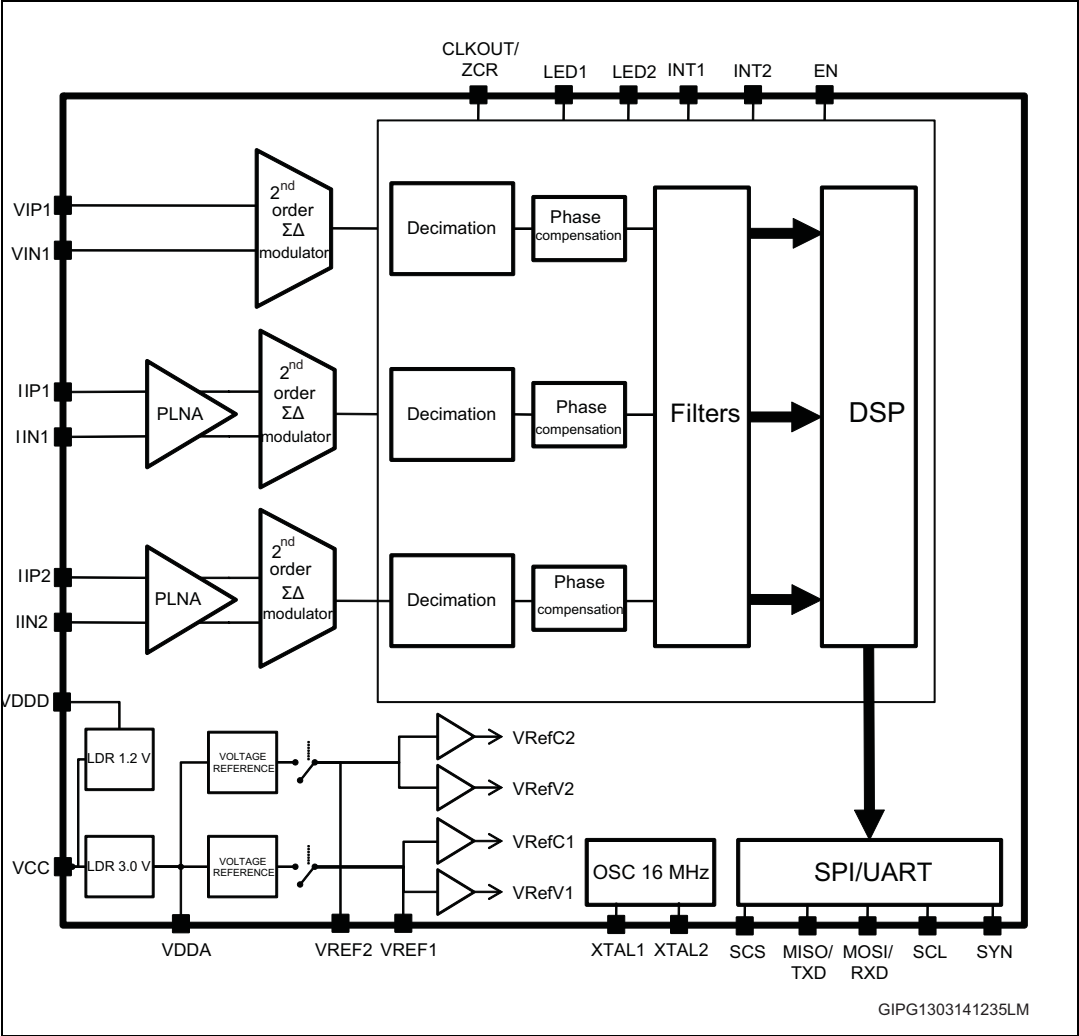 CLKOUT/
ZCR
LED1
LED2
INT1
INT2
EN
VIP1
VIN1
2nd
order
ΣΔ
modulator
Decimation
Phase
compensation
IIP1
IIN1
PLNA
2nd
order
ΣΔ
modulator
Decimation
Phase
compensation
Filters
DSP
IIP2
IIN2
PLNA
2nd
order
ΣΔ
modulator
Decimation
Phase
compensation
VDDD
LDR 1.2 V
VOLTAGE
REFERENCE
VRefC2
VRefV2
VCC
LDR 3.0 V
VOLTAGE
REFERENCE
VRefC1
VRefV1
OSC 16 MHz
SPI/UART
VDDA
VREF2
VREF1
XTAL1
XTAL2
SCS
MISO/
TXD
MOSI/
RXD
SCL
SYN
GIPG1303141235LM